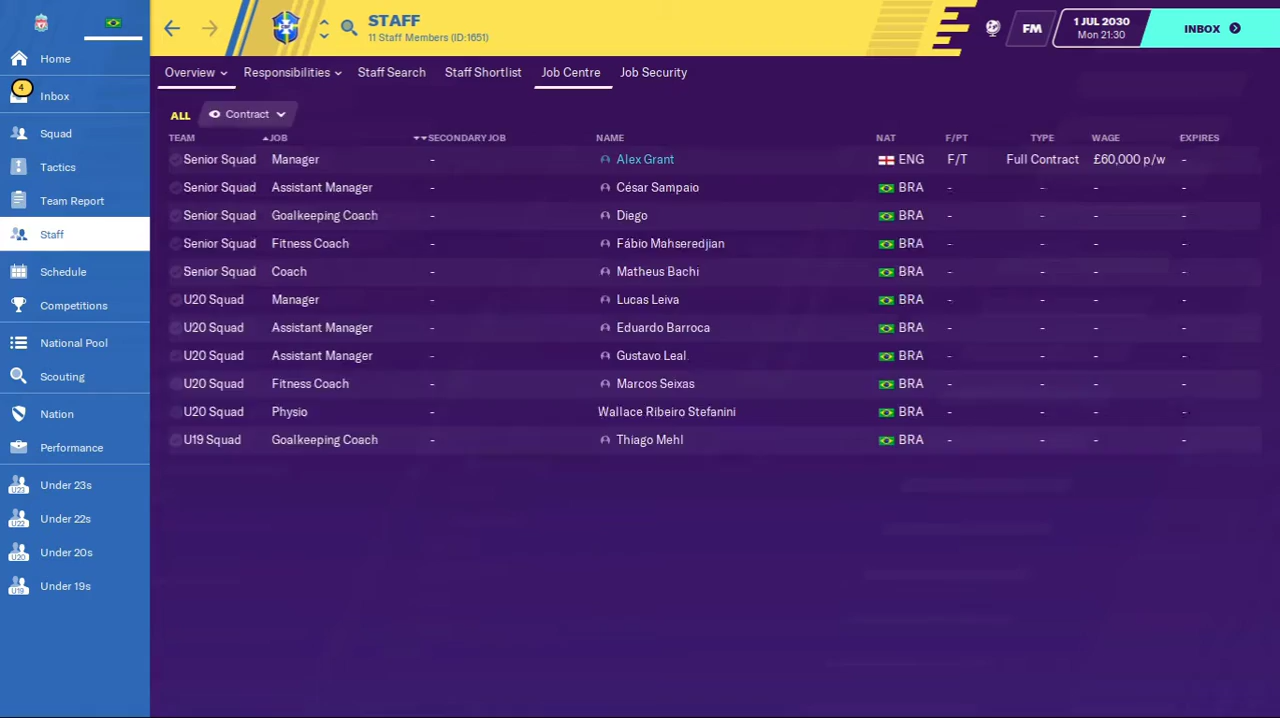 STAFF
11 Staff Members (ID:1651)
FM
1 JUL 2030
Mon 21:30
INBOX
Home
4
Inbox
Squad
Tactics
Team Report
Staff
Schedule
Competitions
National Pool
Scouting
Nation
Performance
U23 Under 23s
U22 Under 22s
U20 Under 20s
U19 Under 19s
Overview Responsibilities Staff Search Staff Shortlist Job Centre Job Security
ALL Contract
TEAM JOB SECONDARY JOB NAME NAT F/PT TYPE WAGE EXPIRES
Senior Squad Manager - Alex Grant ENG F/T Full Contract £60,000 p/w -
Senior Squad Assistant Manager - César Sampaio BRA - - - -
Senior Squad Goalkeeping Coach - Diego BRA - - - -
Senior Squad Fitness Coach - Fábio Mahseredjian BRA - - - -
Senior Squad Coach - Matheus Bachi BRA - - - -
U20 Squad Manager - Lucas Leiva BRA - - - -
U20 Squad Assistant Manager - Eduardo Barroca BRA - - - -
U20 Squad Assistant Manager - Gustavo Leal BRA - - - -
U20 Squad Fitness Coach - Marcos Seixas BRA - - - -
U20 Squad Physio - Wallace Ribeiro Stefanini BRA - - - -
U19 Squad Goalkeeping Coach - Thiago Mehl BRA - - - -